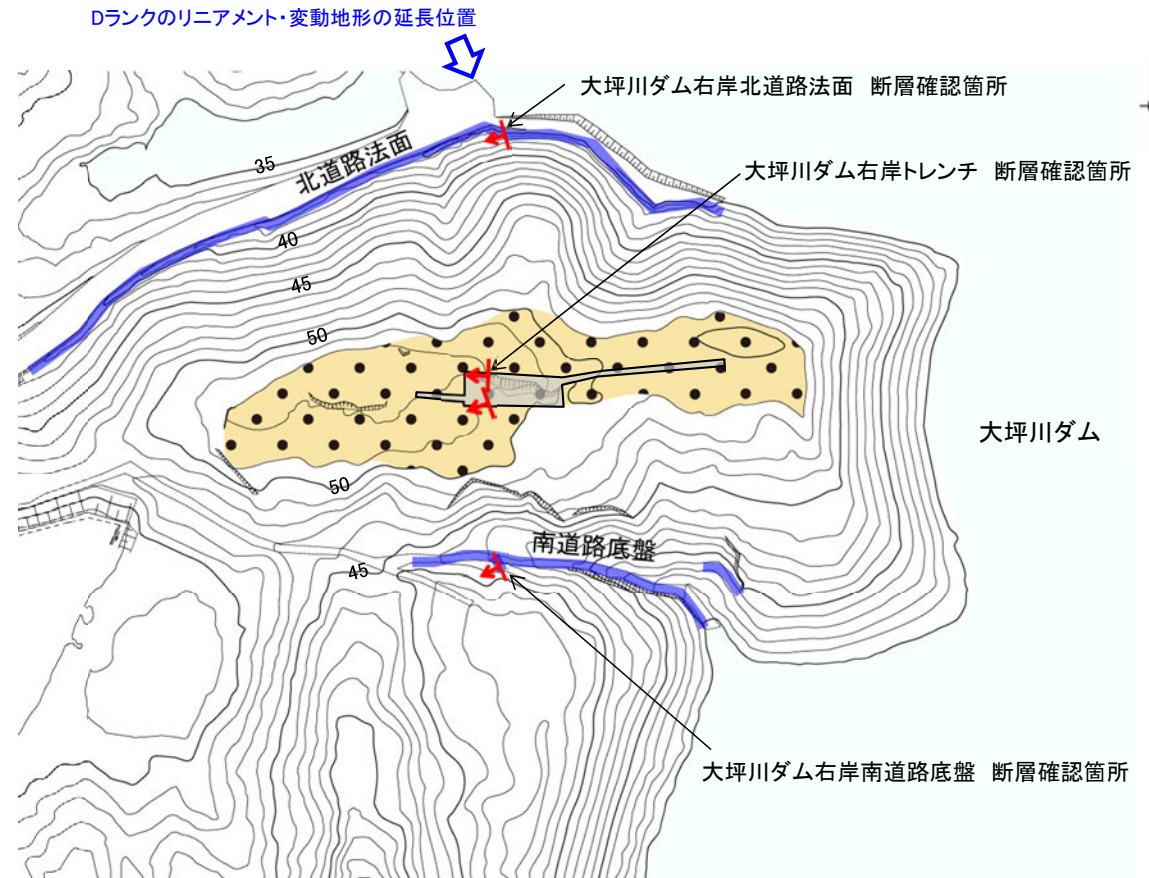 Dランクのリニアメント・変動地形の延長位置
大坪川ダム右岸北道路法面 断層確認箇所
35
北道路法面
大坪川ダム右岸トレンチ 断層確認箇所
40
45
50
大坪川ダム
50
南道路底盤
45
大坪川ダム右岸南道路底盤 断層確認箇所